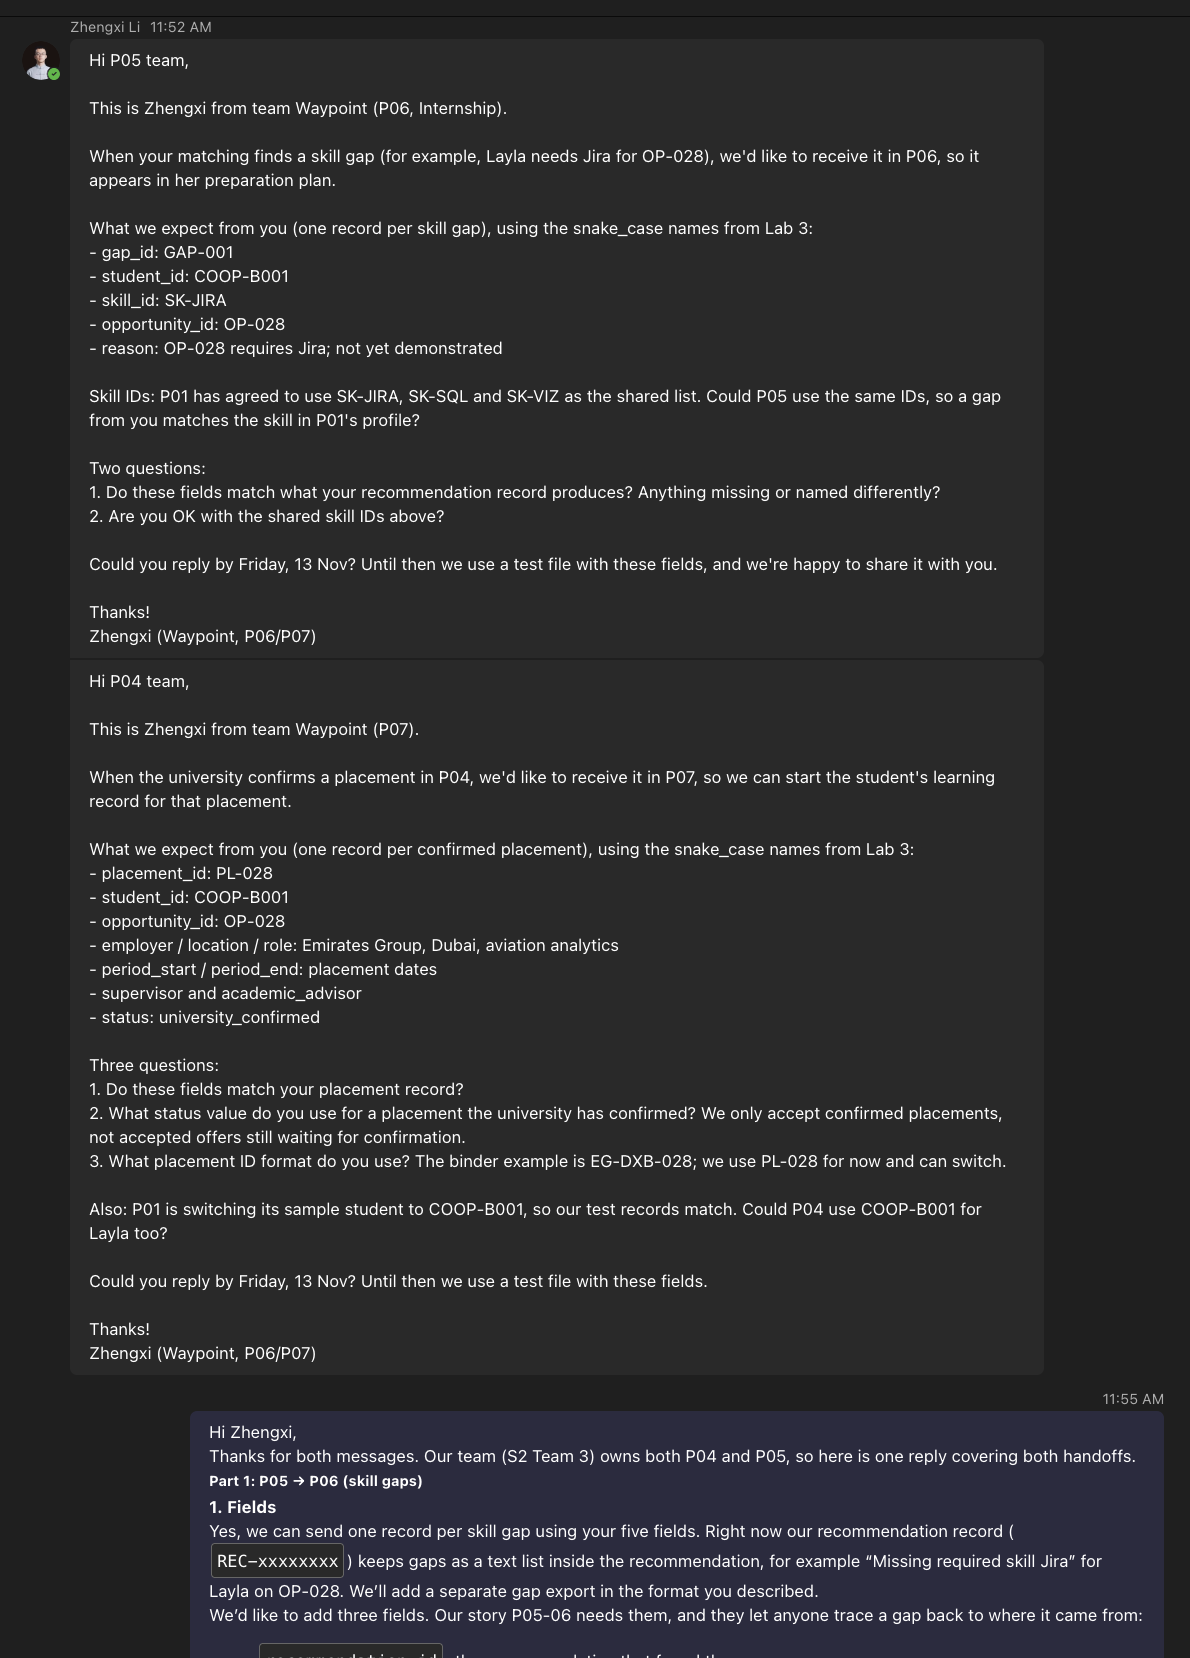 Zhengxi Li 11:52 AM
Hi P05 team,
This is Zhengxi from team Waypoint (P06, Internship).
When your matching finds a skill gap (for example, Layla needs Jira for OP-028), we'd like to receive it in P06, so it
appears in her preparation plan.
What we expect from you (one record per skill gap), using the snake_case names from Lab 3:
- gap_id: GAP-001
- student_id: COOP-B001
- skill_id: SK-JIRA
- opportunity_id: OP-028
- reason: OP-028 requires Jira; not yet demonstrated
Skill IDs: P01 has agreed to use SK-JIRA, SK-SQL and SK-VIZ as the shared list. Could P05 use the same IDs, so a gap
from you matches the skill in P01's profile?
Two questions:
1. Do these fields match what your recommendation record produces? Anything missing or named differently?
2. Are you OK with the shared skill IDs above?
Could you reply by Friday, 13 Nov? Until then we use a test file with these fields, and we're happy to share it with you.
Thanks!
Zhengxi (Waypoint, P06/P07)
Hi P04 team,
This is Zhengxi from team Waypoint (P07).
When the university confirms a placement in P04, we'd like to receive it in P07, so we can start the student's learning
record for that placement.
What we expect from you (one record per confirmed placement), using the snake_case names from Lab 3:
- placement_id: PL-028
- student_id: COOP-B001
- opportunity_id: OP-028
- employer / location / role: Emirates Group, Dubai, aviation analytics
- period_start / period_end: placement dates
- supervisor and academic_advisor
- status: university_confirmed
Three questions:
1. Do these fields match your placement record?
2. What status value do you use for a placement the university has confirmed? We only accept confirmed placements,
not accepted offers still waiting for confirmation.
3. What placement ID format do you use? The binder example is EG-DXB-028; we use PL-028 for now and can switch.
Also: P01 is switching its sample student to COOP-B001, so our test records match. Could P04 use COOP-B001 for
Layla too?
Could you reply by Friday, 13 Nov? Until then we use a test file with these fields.
Thanks!
Zhengxi (Waypoint, P06/P07)
11:55 AM
Hi Zhengxi,
Thanks for both messages. Our team (S2 Team 3) owns both P04 and P05, so here is one reply covering both handoffs.
Part 1: P05 → P06 (skill gaps)
1. Fields
Yes, we can send one record per skill gap using your five fields. Right now our recommendation record (
REC-xxxxxxxx ) keeps gaps as a text list inside the recommendation, for example “Missing required skill Jira” for
Layla on OP-028. We’ll add a separate gap export in the format you described.
We’d like to add three fields. Our story P05-06 needs them, and they let anyone trace a gap back to where it came from: